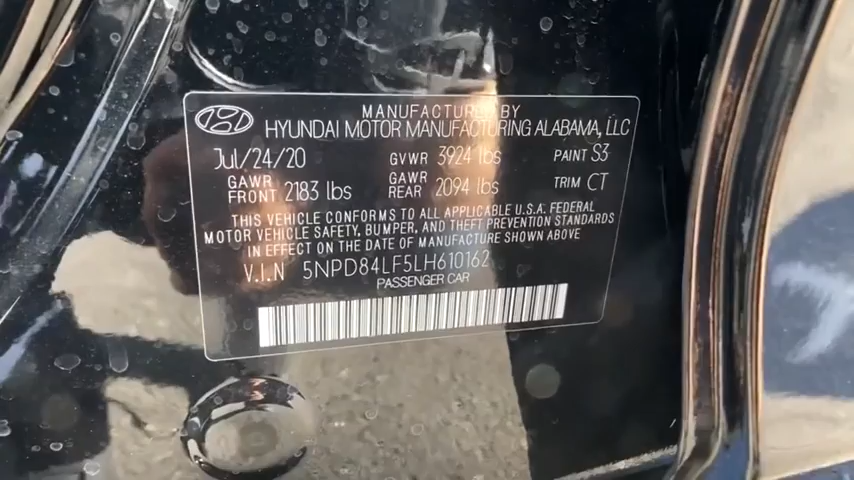 MANUFACTURED BY
HYUNDAI MOTOR MANUFACTURING ALABAMA, LLC
Jul/24/20 GVWR 3924 lbs PAINT S3
GAWR FRONT 2183 lbs GAWR REAR 2094 lbs TRIM CT
THIS VEHICLE CONFORMS TO ALL APPLICABLE U.S.A. FEDERAL
MOTOR VEHICLE SAFETY, BUMPER, AND THEFT PREVENTION STANDARDS
IN EFFECT ON THE DATE OF MANUFACTURE SHOWN ABOVE
V.I.N 5NPD84LF5LH610162
PASSENGER CAR